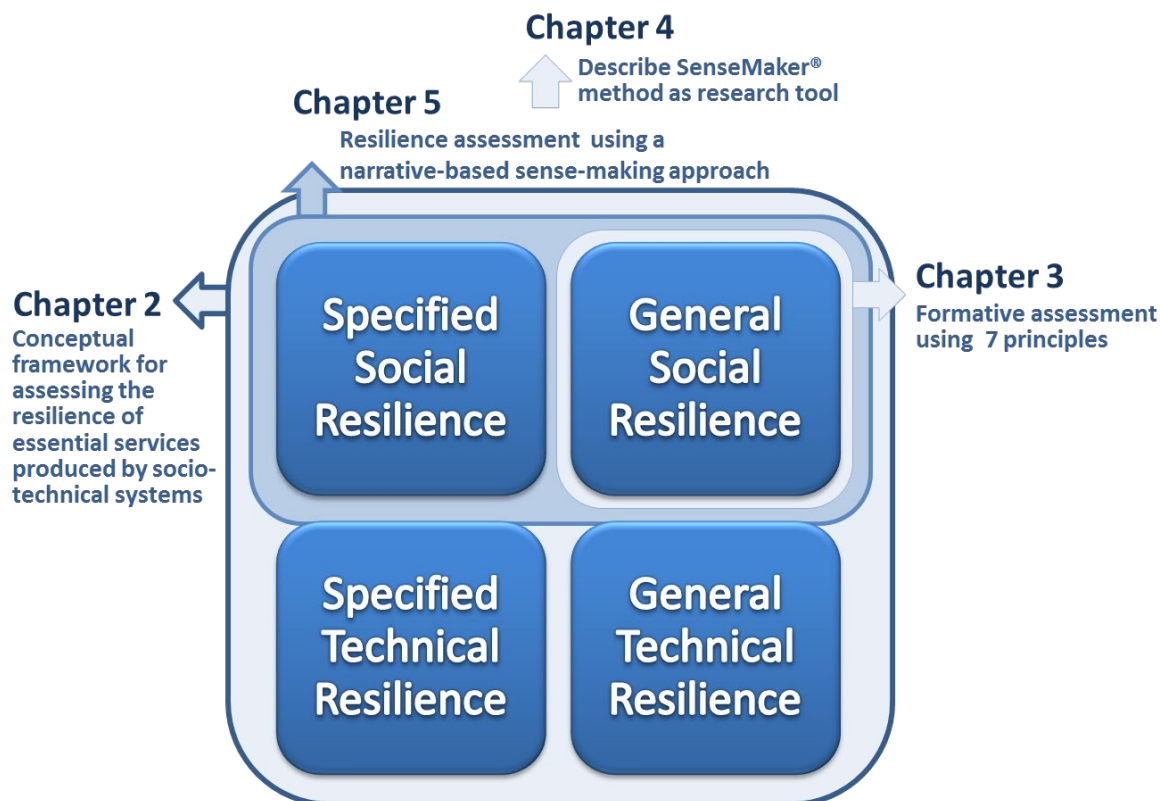 Chapter 4
Describe SenseMaker®
method as research tool
Chapter 5
Resilience assessment using a
narrative-based sense-making approach
Chapter 2
Conceptual
framework for
assessing the
resilience of
essential services
produced by socio-
technical systems
Specified
Social
Resilience
General
Social
Resilience
Chapter 3
Formative assessment
using 7 principles
Specified
Technical
Resilience
General
Technical
Resilience